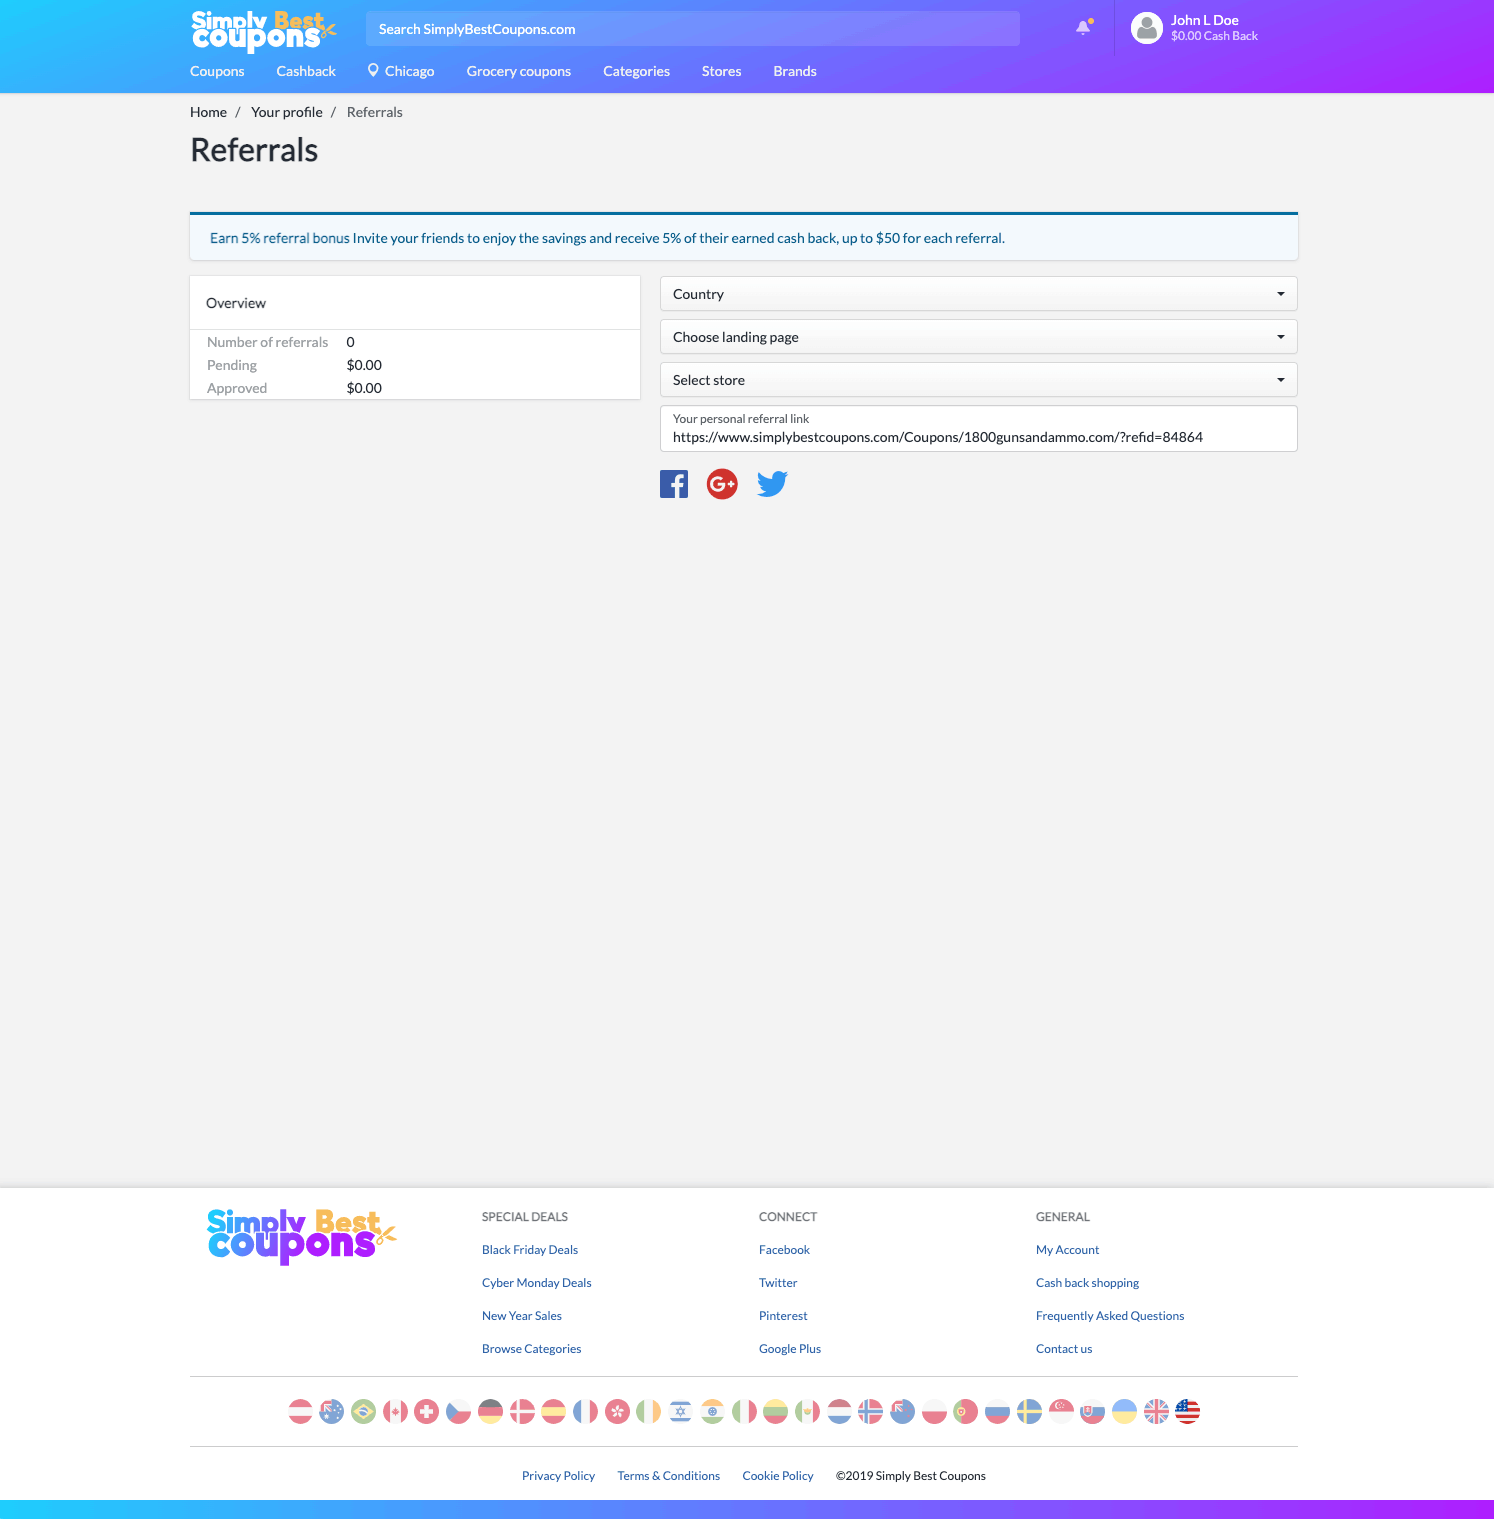 Simply Best
coupons
Search SimplyBestCoupons.com
John L Doe
$0.00 Cash Back
Coupons
Cashback
Chicago
Grocery coupons
Categories
Stores
Brands
Home / Your profile / Referrals
Referrals
Earn 5% referral bonus Invite your friends to enjoy the savings and receive 5% of their earned cash back, up to $50 for each referral.
Overview
Number of referrals 0
Pending $0.00
Approved $0.00
Country
Choose landing page
Select store
Your personal referral link
https://www.simplybestcoupons.com/Coupons/1800gunsandammo.com/?refid=84864
Simply Best
coupons
SPECIAL DEALS
Black Friday Deals
Cyber Monday Deals
New Year Sales
Browse Categories
CONNECT
Facebook
Twitter
Pinterest
Google Plus
GENERAL
My Account
Cash back shopping
Frequently Asked Questions
Contact us
Privacy Policy
Terms & Conditions
Cookie Policy
©2019 Simply Best Coupons